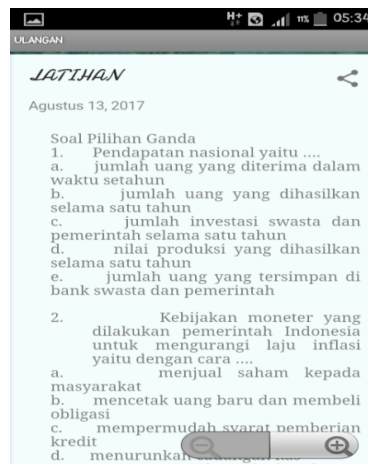 H+ 11% 05:34
ULANGAN
LATIHAN
Agustus 13, 2017
Soal Pilihan Ganda
1. Pendapatan nasional yaitu ....
a. jumlah uang yang diterima dalam
waktu setahun
b. jumlah uang yang dihasilkan
selama satu tahun
c. jumlah investasi swasta dan
pemerintah selama satu tahun
d. nilai produksi yang dihasilkan
selama satu tahun
e. jumlah uang yang tersimpan di
bank swasta dan pemerintah
2. Kebijakan moneter yang
dilakukan pemerintah Indonesia
untuk mengurangi laju inflasi
yaitu dengan cara ....
a. menjual saham kepada
masyarakat
b. mencetak uang baru dan membeli
obligasi
c. mempermudah syarat pemberian
kredit
d. menurunkan